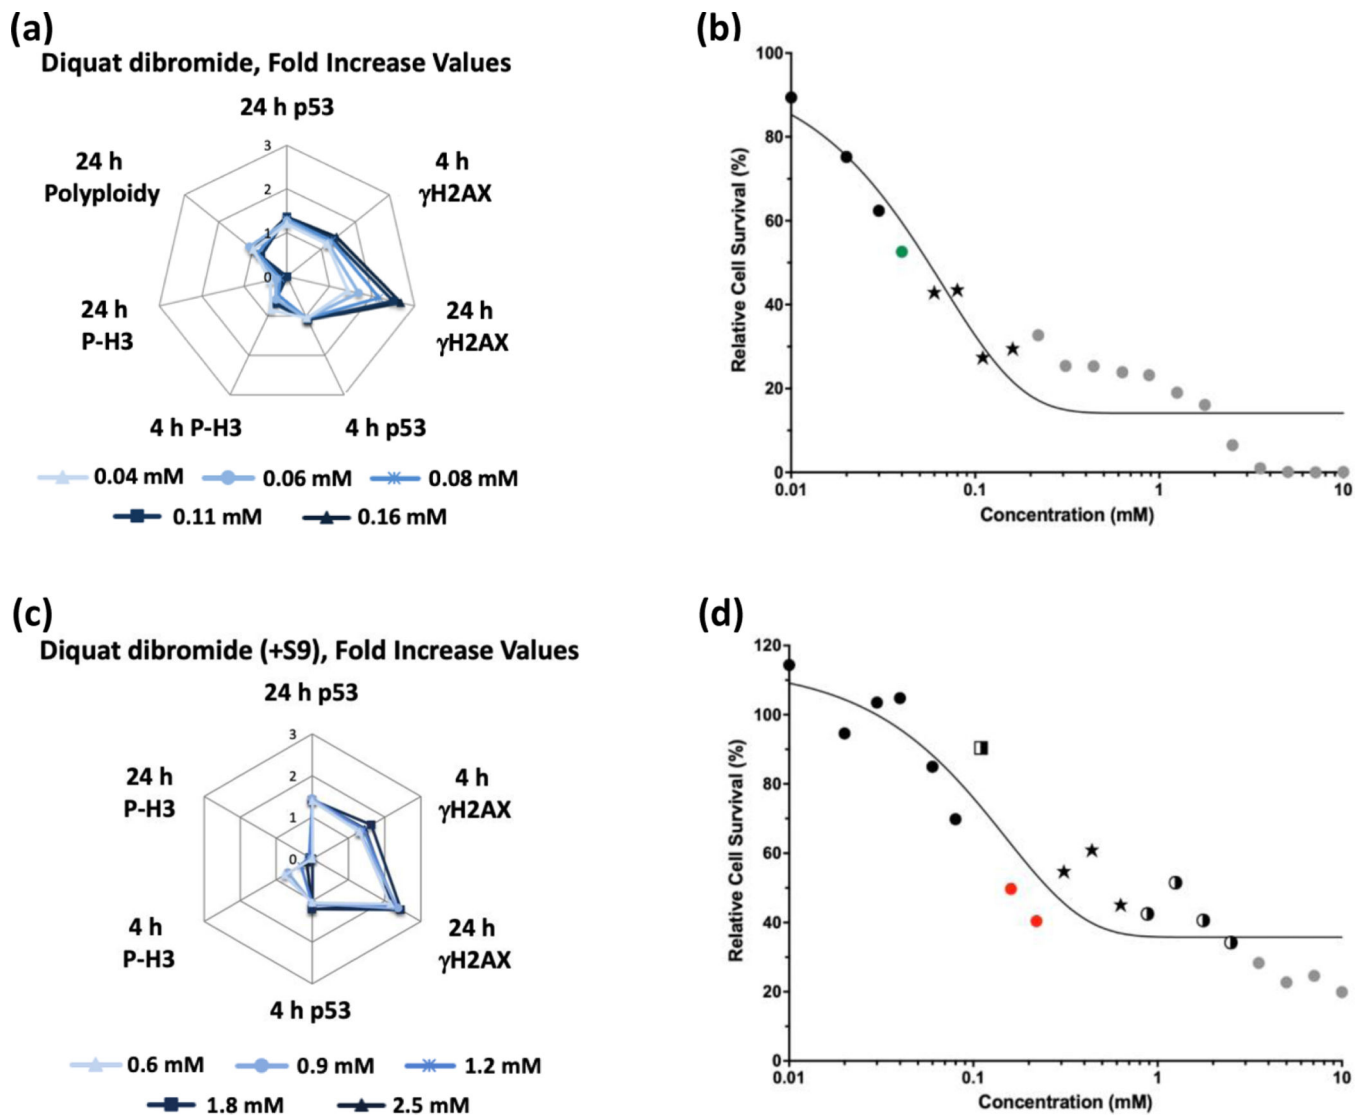 (a)
Diquat dibromide, Fold Increase Values
24 h p53
4 h
γH2AX
24 h
γH2AX
4 h p53
4 h P-H3
24 h
P-H3
24 h
Polyploidy
3
2
1
0
0.04 mM
0.06 mM
0.08 mM
0.11 mM
0.16 mM
(b)
Relative Cell Survival (%)
100
80
60
40
20
0
0.01
0.1
1
10
Concentration (mM)
(c)
Diquat dibromide (+S9), Fold Increase Values
24 h p53
4 h
γH2AX
24 h
γH2AX
4 h p53
4 h
P-H3
24 h
P-H3
3
2
1
0
0.6 mM
0.9 mM
1.2 mM
1.8 mM
2.5 mM
(d)
Relative Cell Survival (%)
120
100
80
60
40
20
0
0.01
0.1
1
10
Concentration (mM)